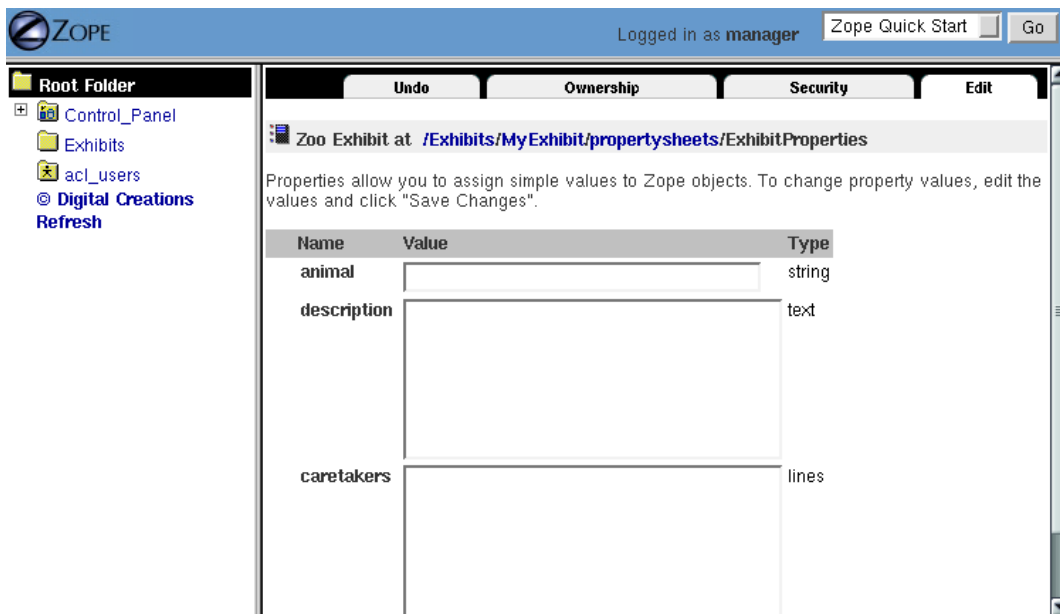 ZOPE
Logged in as manager
Zope Quick Start
Go
Root Folder
Control_Panel
Exhibits
acl_users
© Digital Creations
Refresh
Undo
Ownership
Security
Edit
Zoo Exhibit at /Exhibits/MyExhibit/propertysheets/ExhibitProperties
Properties allow you to assign simple values to Zope objects. To change property values, edit the
values and click "Save Changes".
Name Value Type
animal string
description text
caretakers lines